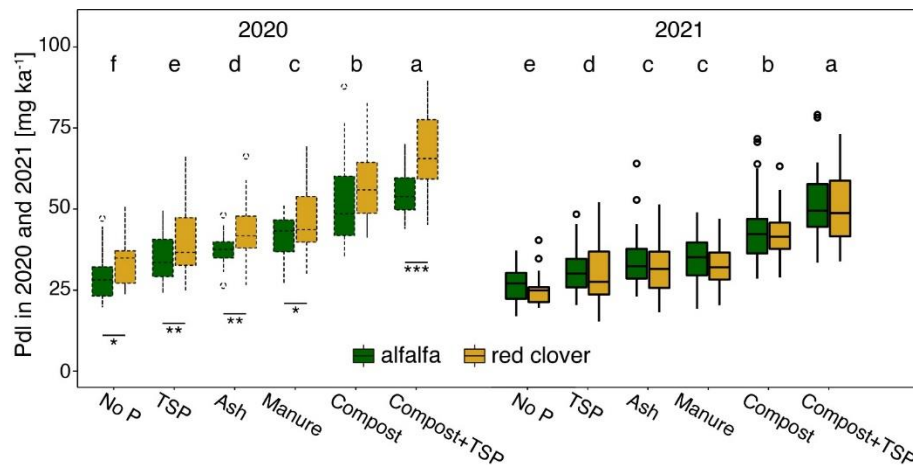 2020 2021
100
f e d c b a e d c c b a
75
50
25
0
Pdl in 2020 and 2021 [mg ka-1]
* ** ** * ***
alfalfa red clover
No P TSP Ash Manure Compost Compost+TSP No P TSP Ash Manure Compost Compost+TSP